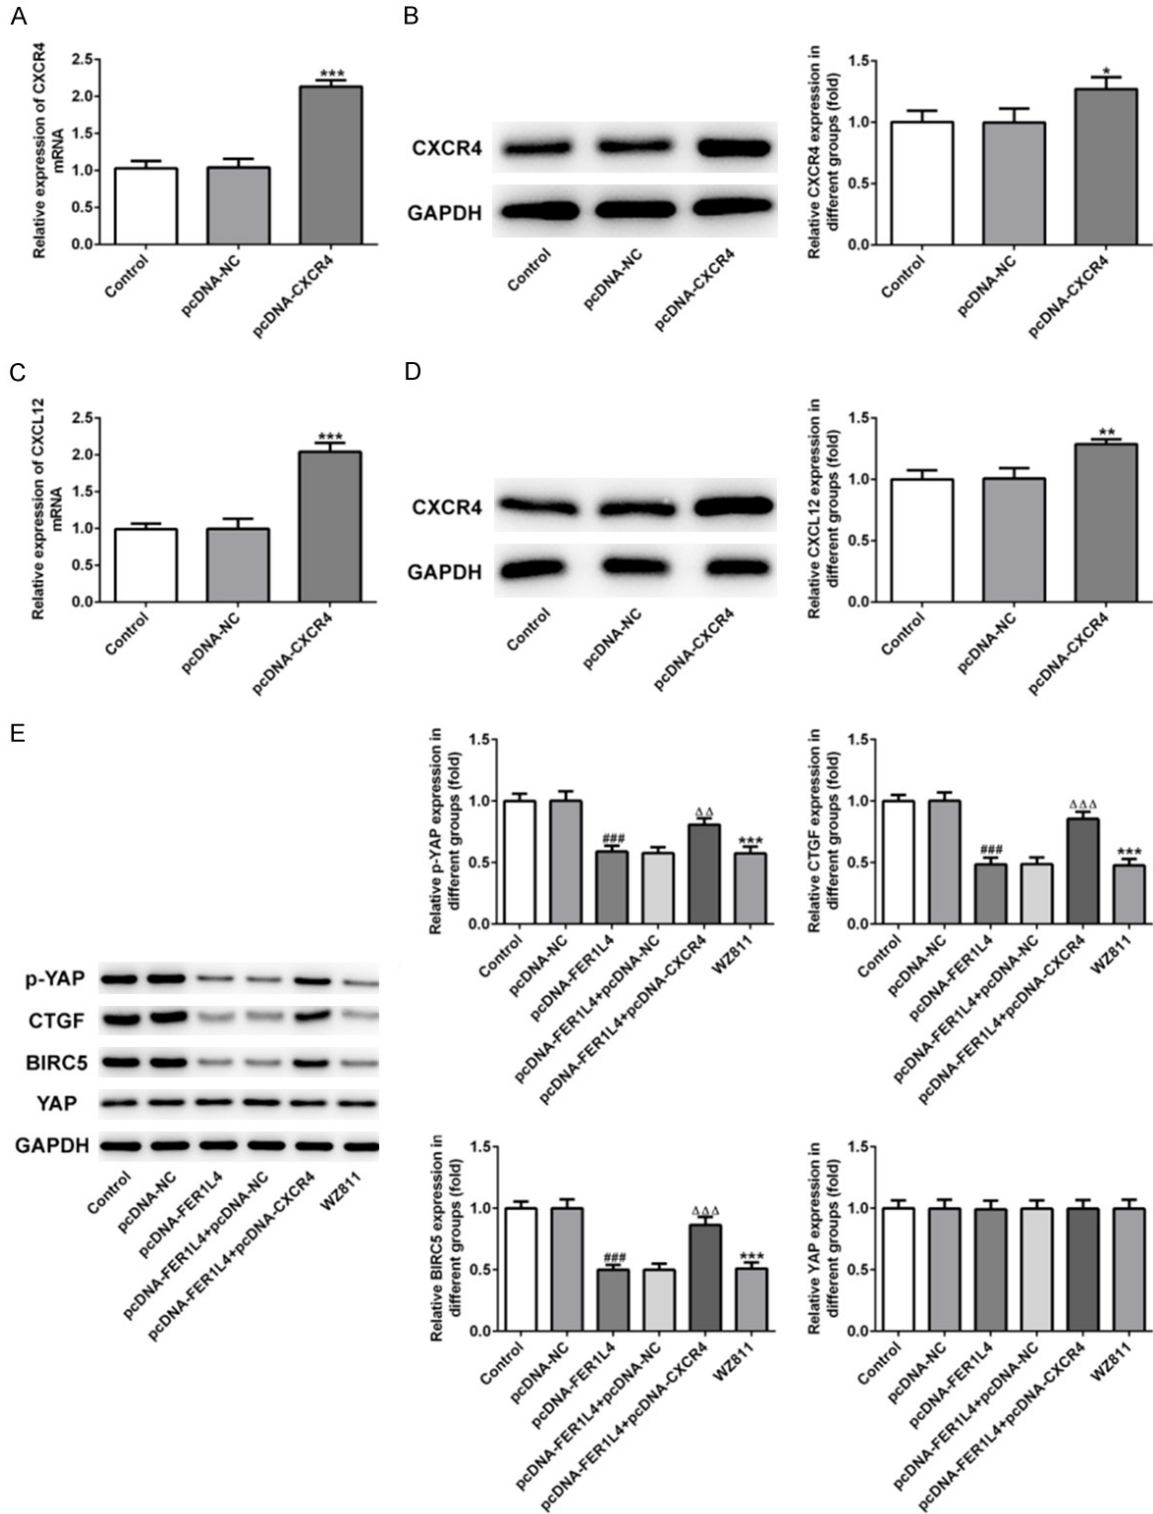 A
Relative expression of CXCR4
mRNA
2.5
2.0
1.5
1.0
0.5
0.0
***
Control
pcDNA-NC
pcDNA-CXCR4
B
CXCR4
GAPDH
Control
pcDNA-NC
pcDNA-CXCR4
Relative CXCR4 expression in
different groups (fold)
1.5
1.0
0.5
0.0
*
Control
pcDNA-NC
pcDNA-CXCR4
C
Relative expression of CXCL12
mRNA
2.5
2.0
1.5
1.0
0.5
0.0
***
Control
pcDNA-NC
pcDNA-CXCR4
D
CXCR4
GAPDH
Control
pcDNA-NC
pcDNA-CXCR4
Relative CXCL12 expression in
different groups (fold)
1.5
1.0
0.5
0.0
**
Control
pcDNA-NC
pcDNA-CXCR4
E
p-YAP
CTGF
BIRC5
YAP
GAPDH
Control
pcDNA-NC
pcDNA-FER1L4
pcDNA-FER1L4+pcDNA-NC
pcDNA-FER1L4+pcDNA-CXCR4
WZ811
Relative p-YAP expression in
different groups (fold)
1.5
1.0
0.5
0.0
###
ΔΔ
***
Control
pcDNA-NC
pcDNA-FER1L4
pcDNA-FER1L4+pcDNA-NC
pcDNA-FER1L4+pcDNA-CXCR4
WZ811
Relative CTGF expression in
different groups (fold)
1.5
1.0
0.5
0.0
###
ΔΔΔ
***
Control
pcDNA-NC
pcDNA-FER1L4
pcDNA-FER1L4+pcDNA-NC
pcDNA-FER1L4+pcDNA-CXCR4
WZ811
Relative BIRC5 expression in
different groups (fold)
1.5
1.0
0.5
0.0
###
ΔΔΔ
***
Control
pcDNA-NC
pcDNA-FER1L4
pcDNA-FER1L4+pcDNA-NC
pcDNA-FER1L4+pcDNA-CXCR4
WZ811
Relative YAP expression in
different groups (fold)
1.5
1.0
0.5
0.0
Control
pcDNA-NC
pcDNA-FER1L4
pcDNA-FER1L4+pcDNA-NC
pcDNA-FER1L4+pcDNA-CXCR4
WZ811